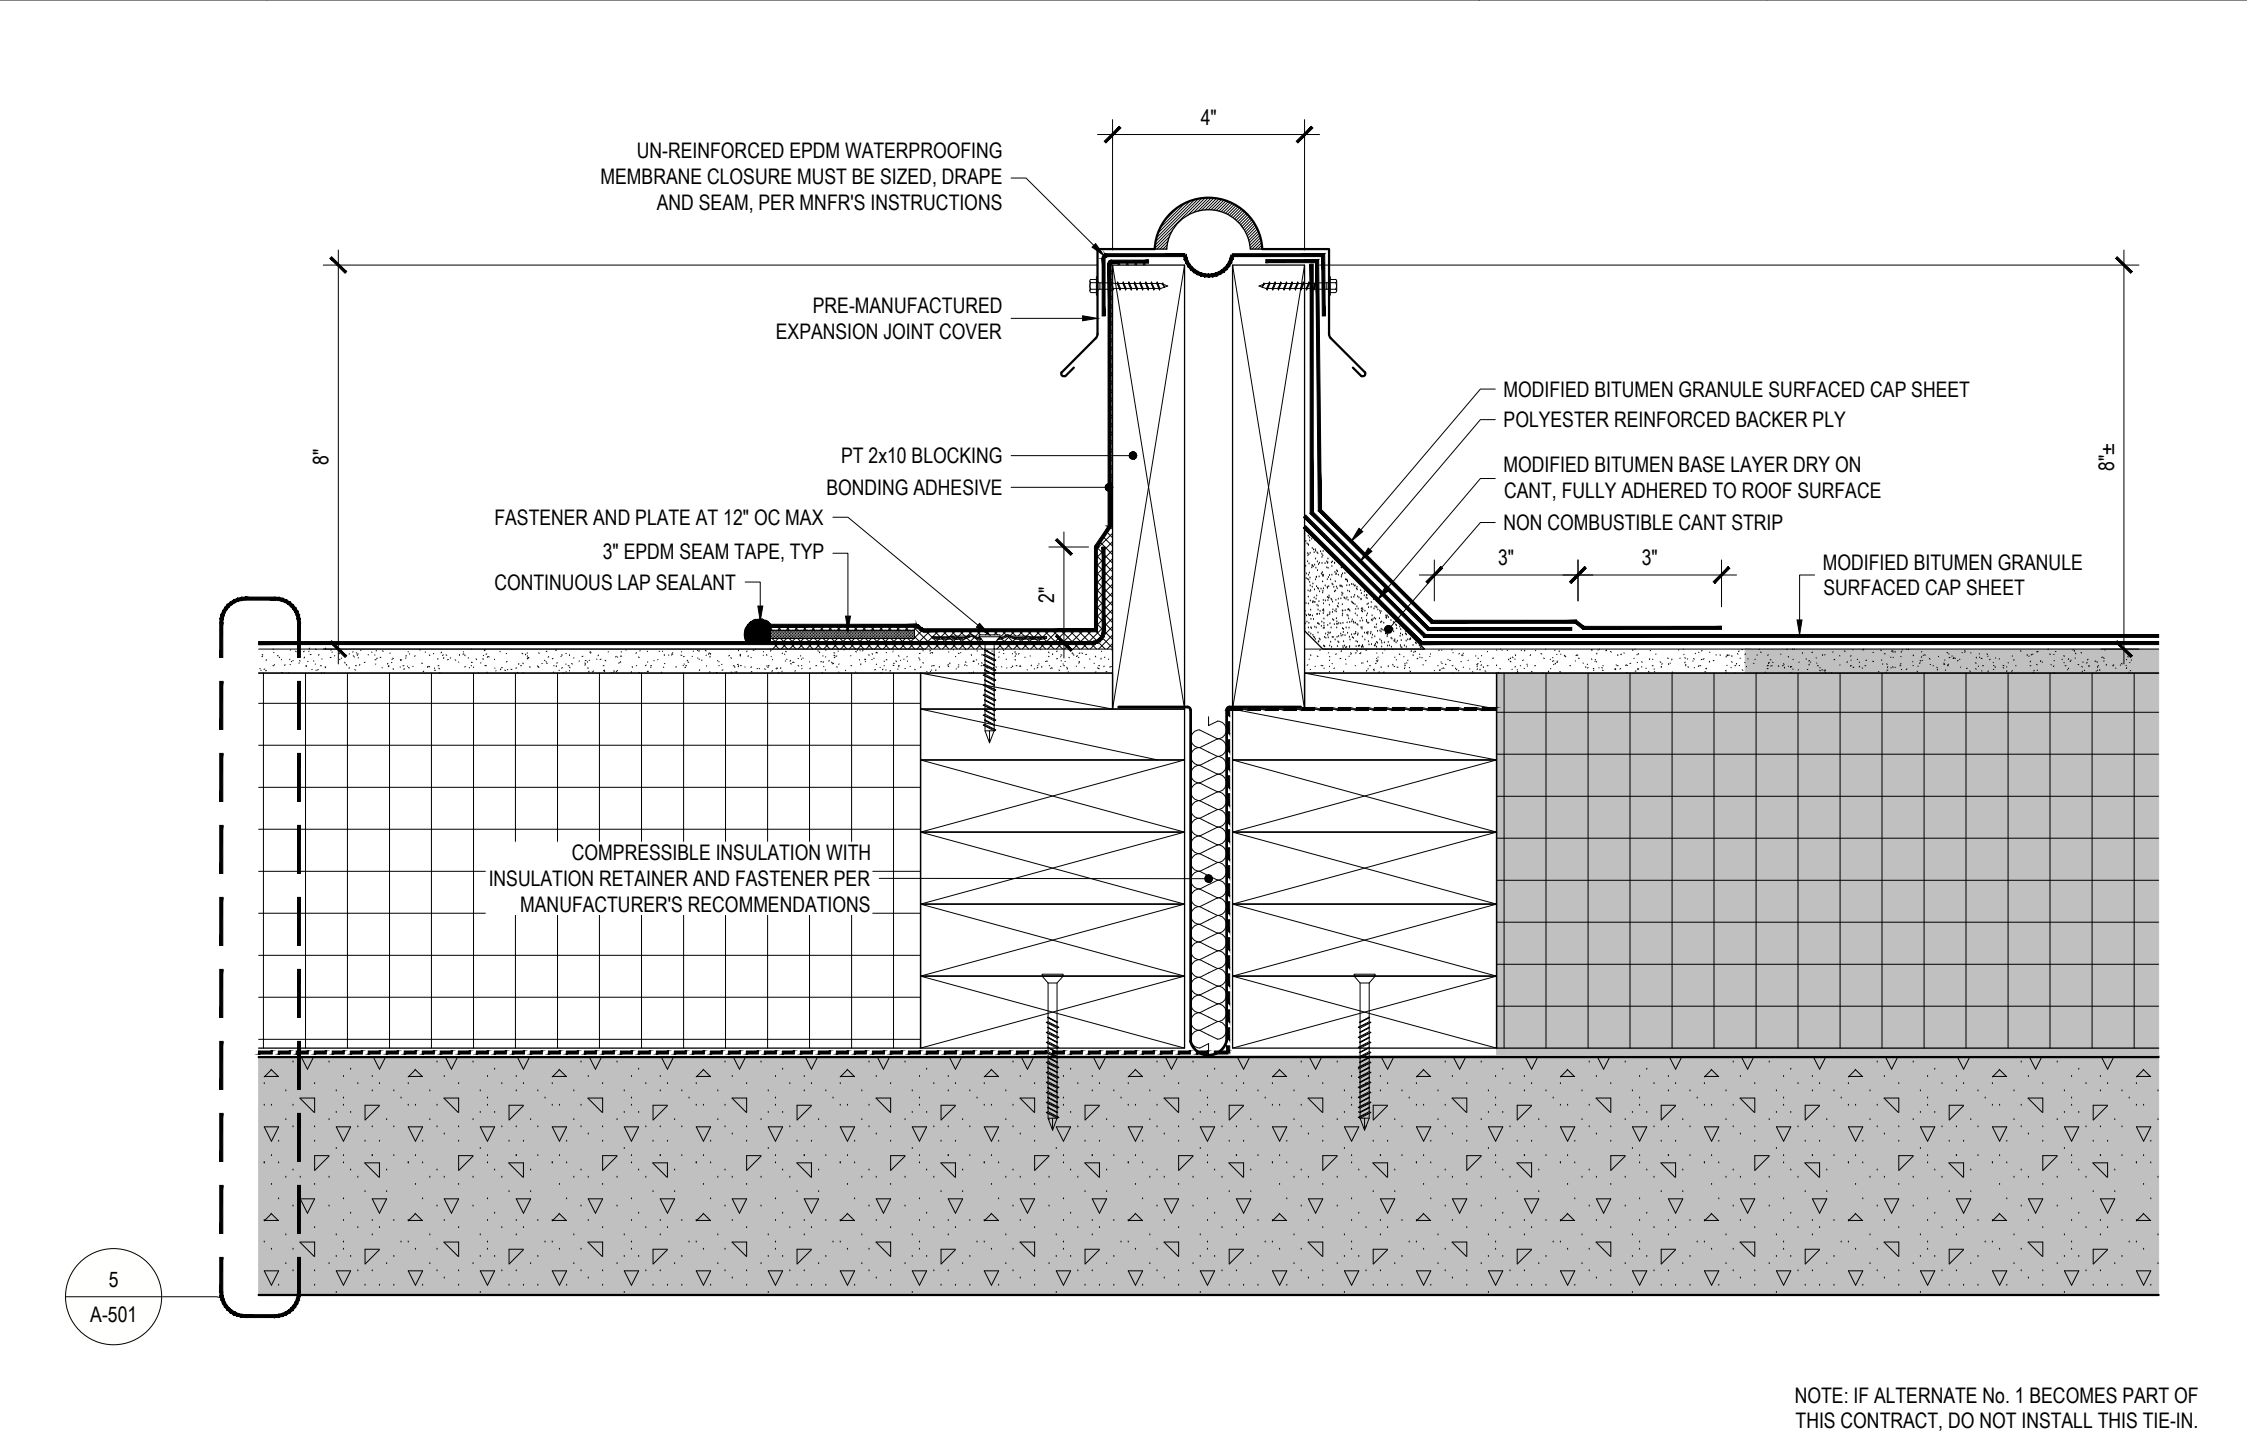 4"
UN-REINFORCED EPDM WATERPROOFING
MEMBRANE CLOSURE MUST BE SIZED, DRAPE
AND SEAM, PER MNFR'S INSTRUCTIONS
PRE-MANUFACTURED
EXPANSION JOINT COVER
8"
PT 2x10 BLOCKING
BONDING ADHESIVE
FASTENER AND PLATE AT 12" OC MAX
3" EPDM SEAM TAPE, TYP
CONTINUOUS LAP SEALANT
2"
MODIFIED BITUMEN GRANULE SURFACED CAP SHEET
POLYESTER REINFORCED BACKER PLY
MODIFIED BITUMEN BASE LAYER DRY ON
CANT, FULLY ADHERED TO ROOF SURFACE
NON COMBUSTIBLE CANT STRIP
3"
3"
MODIFIED BITUMEN GRANULE
SURFACED CAP SHEET
8"±
COMPRESSIBLE INSULATION WITH
INSULATION RETAINER AND FASTENER PER
MANUFACTURER'S RECOMMENDATIONS
5
A-501
NOTE: IF ALTERNATE No. 1 BECOMES PART OF
THIS CONTRACT, DO NOT INSTALL THIS TIE-IN.